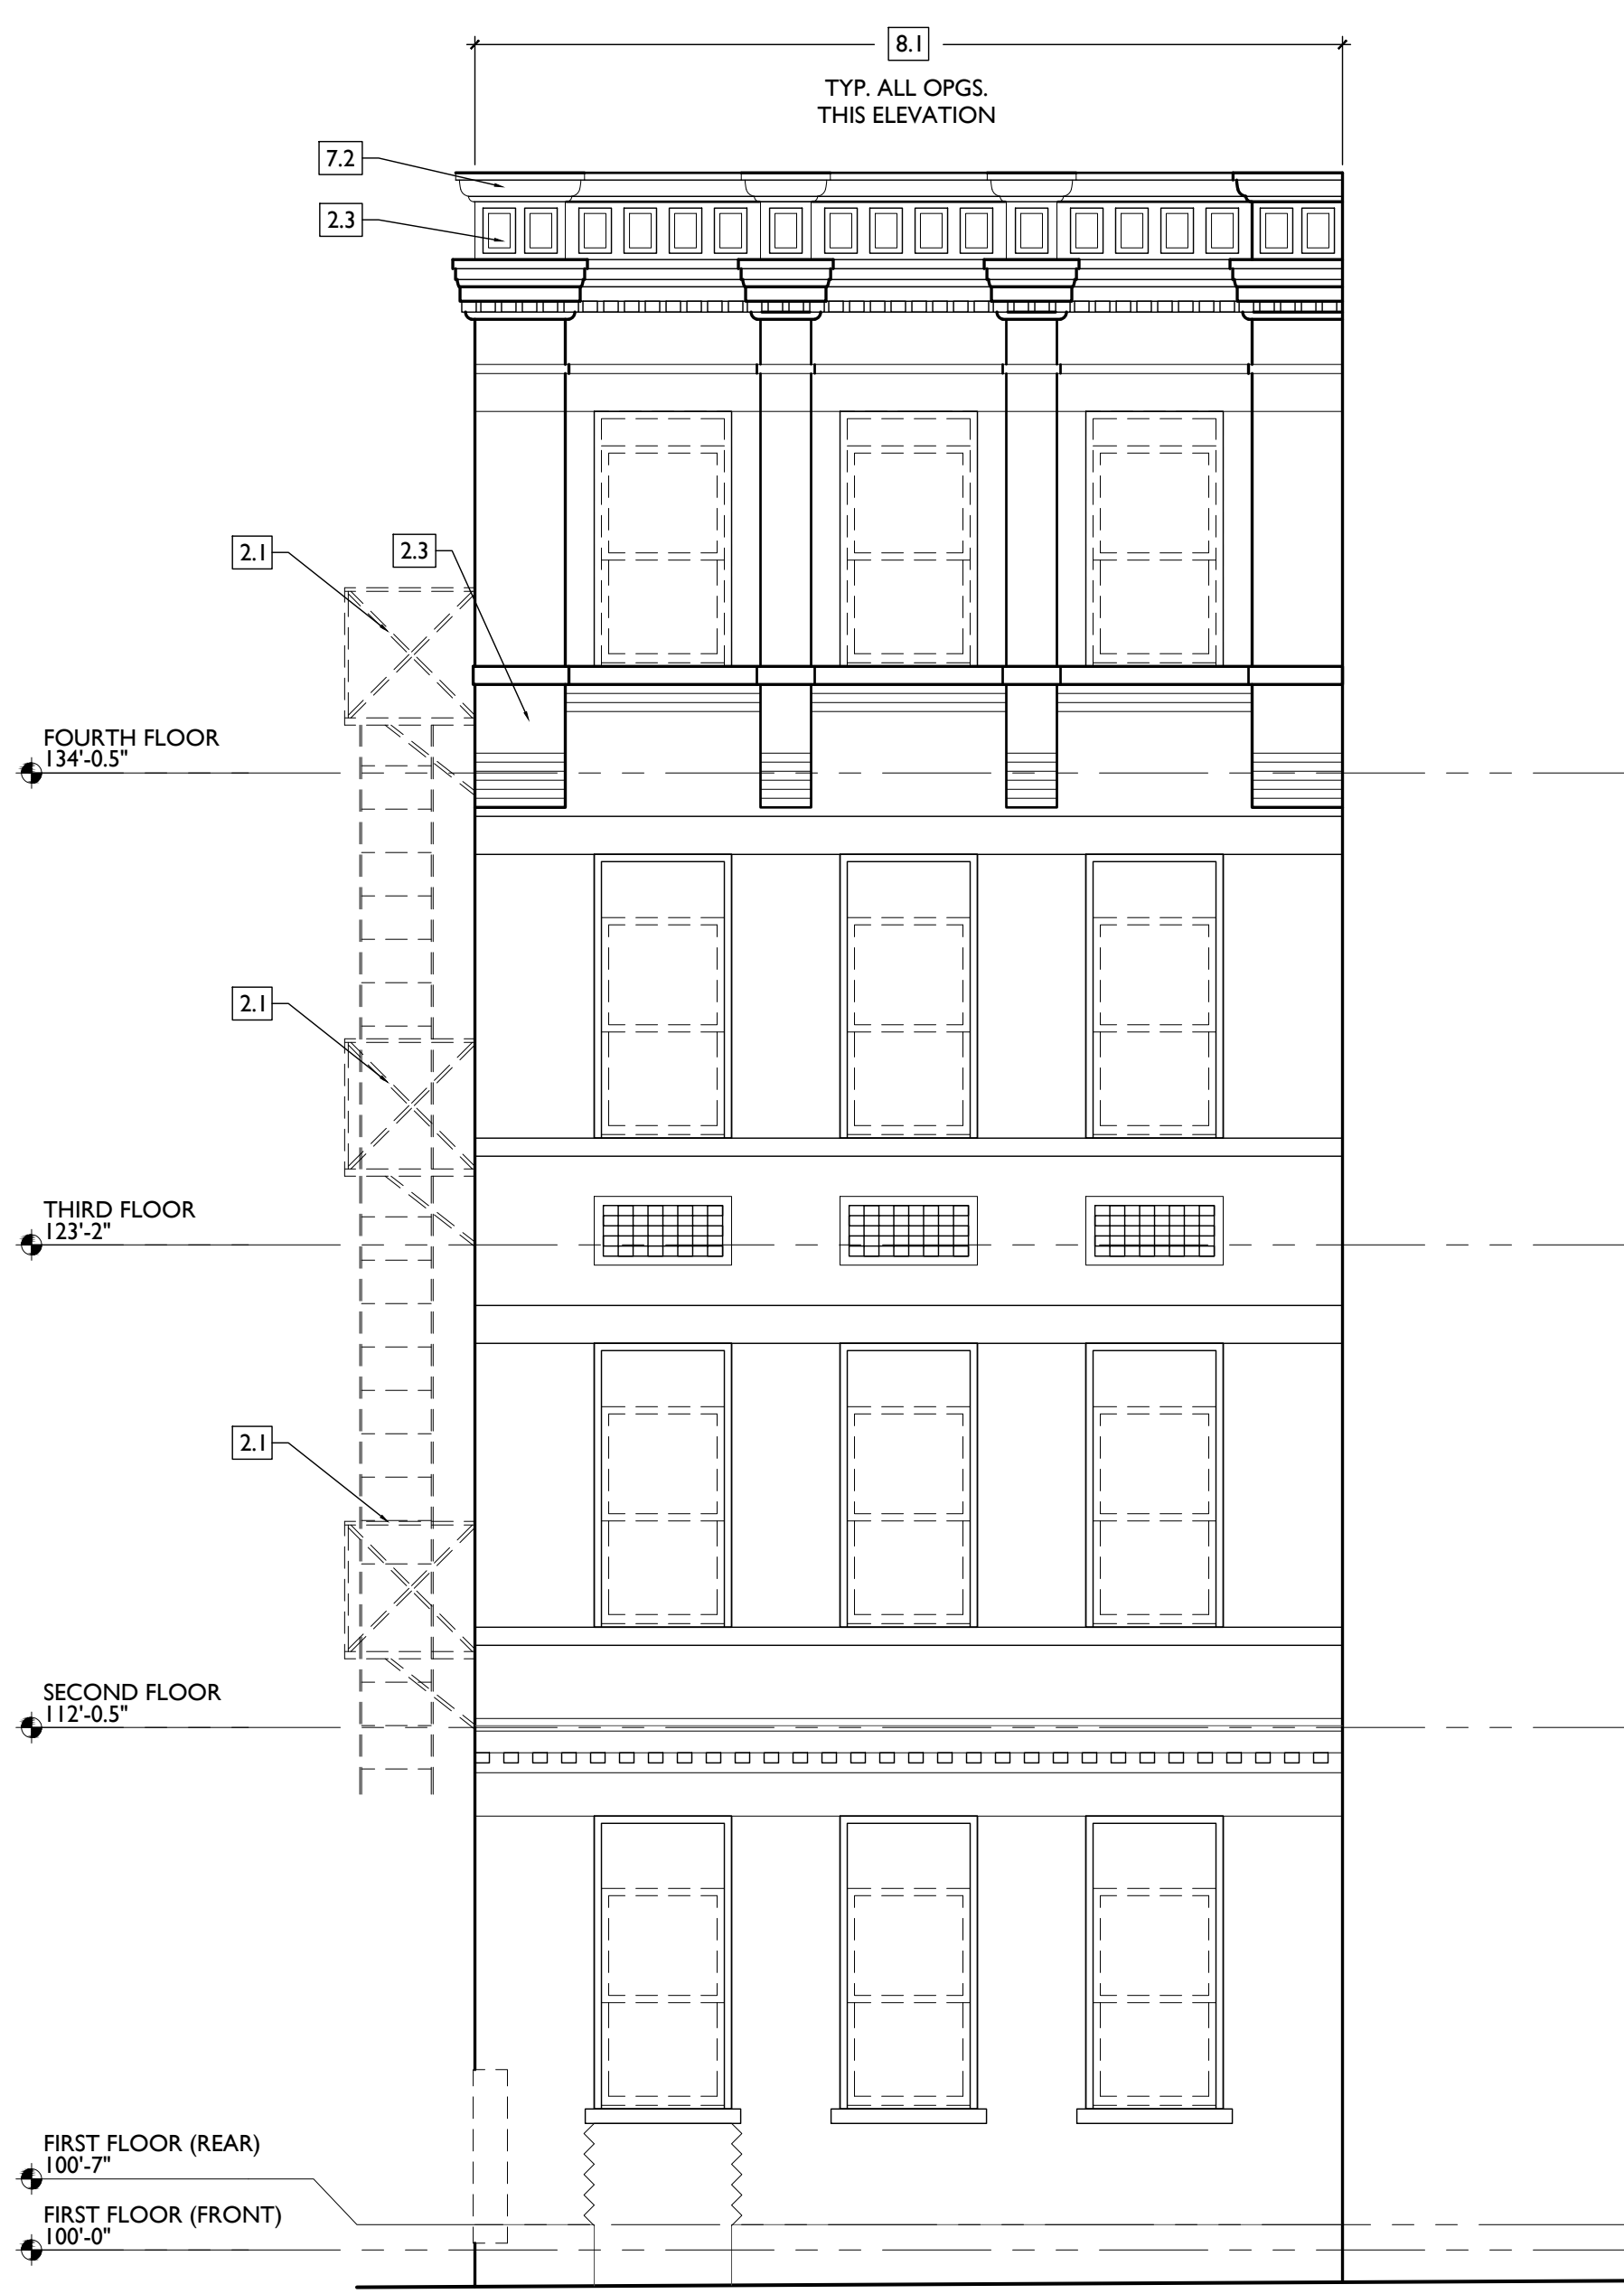 8.1
TYP. ALL OPGS.
THIS ELEVATION
7.2
2.3
2.1
2.3
FOURTH FLOOR
134'-0.5"
2.1
THIRD FLOOR
123'-2"
2.1
SECOND FLOOR
112'-0.5"
FIRST FLOOR (REAR)
100'-7"
FIRST FLOOR (FRONT)
100'-0"